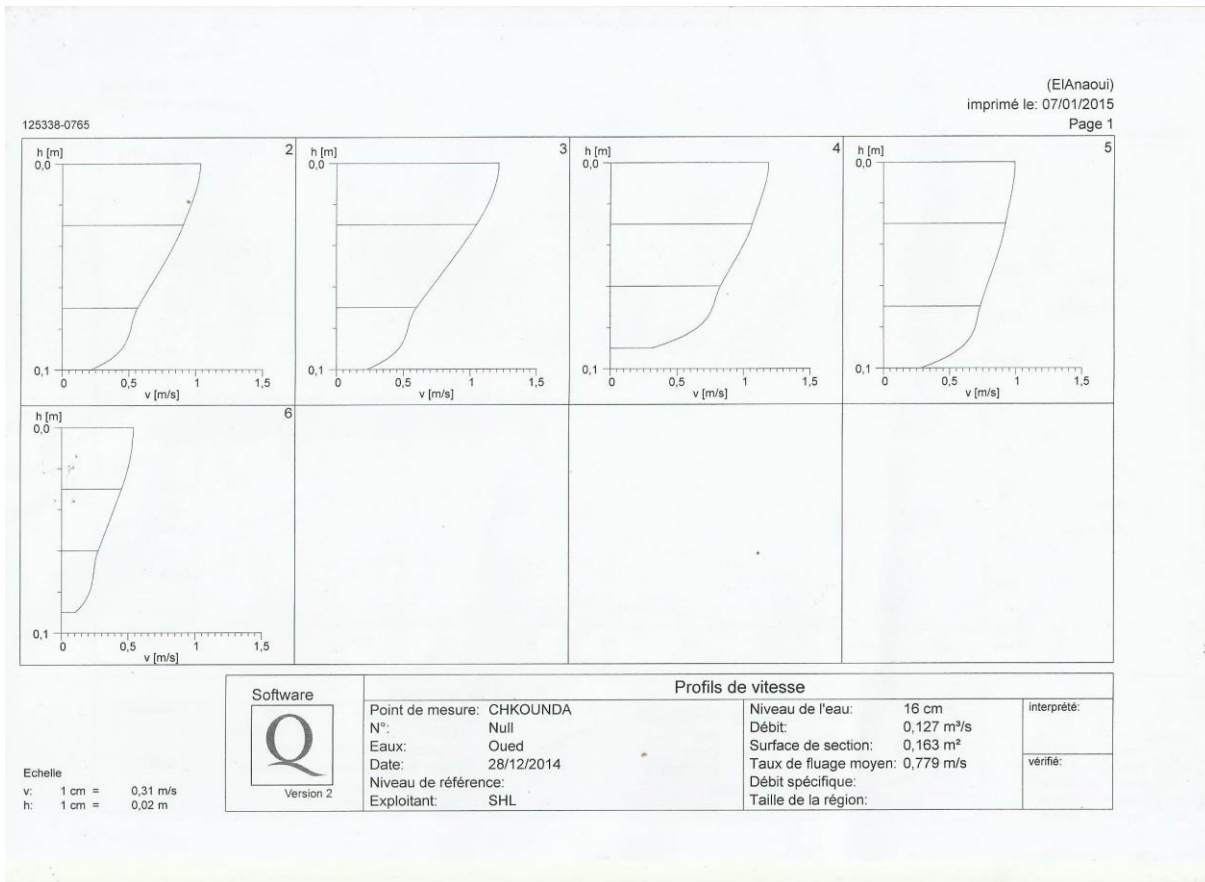 (ElAnaoui)
imprimé le: 07/01/2015
125338-0765
Page 1
h [m]
2
0,0
0,1
0
0,5
1
1,5
v [m/s]
h [m]
3
0,0
0,1
0
0,5
1
1,5
v [m/s]
h [m]
4
0,0
0,1
0
0,5
1
1,5
v [m/s]
h [m]
5
0,0
0,1
0
0,5
1
1,5
v [m/s]
h [m]
6
0,0
0,1
0
0,5
1
1,5
v [m/s]
Echelle
v: 1 cm = 0,31 m/s
h: 1 cm = 0,02 m
Software
Q
Version 2
Profils de vitesse
Point de mesure: CHKOUNDA
N°: Null
Eaux: Oued
Date: 28/12/2014
Niveau de référence:
Exploitant: SHL
Niveau de l'eau: 16 cm
Débit: 0,127 m³/s
Surface de section: 0,163 m²
Taux de fluage moyen: 0,779 m/s
Débit spécifique:
Taille de la région:
interprété:
vérifié: